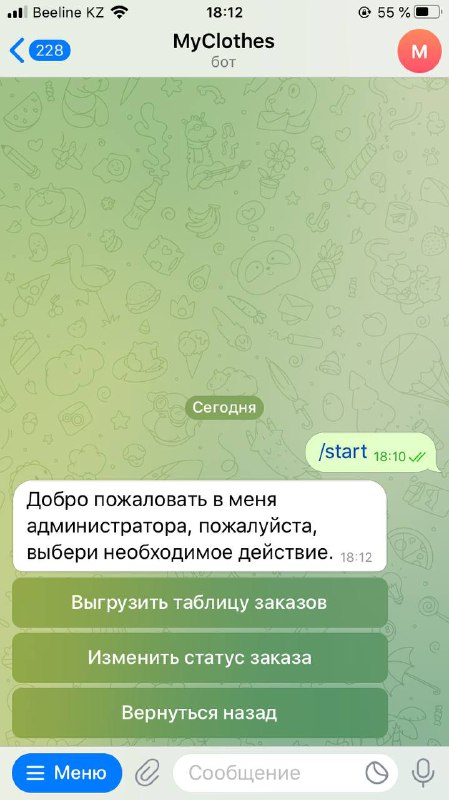 Beeline KZ 18:12 55 %
228 MyClothes M
бот
Сегодня
/start 18:10
Добро пожаловать в меня
администратора, пожалуйста,
выбери необходимое действие. 18:12
Выгрузить таблицу заказов
Изменить статус заказа
Вернуться назад
Меню Сообщение